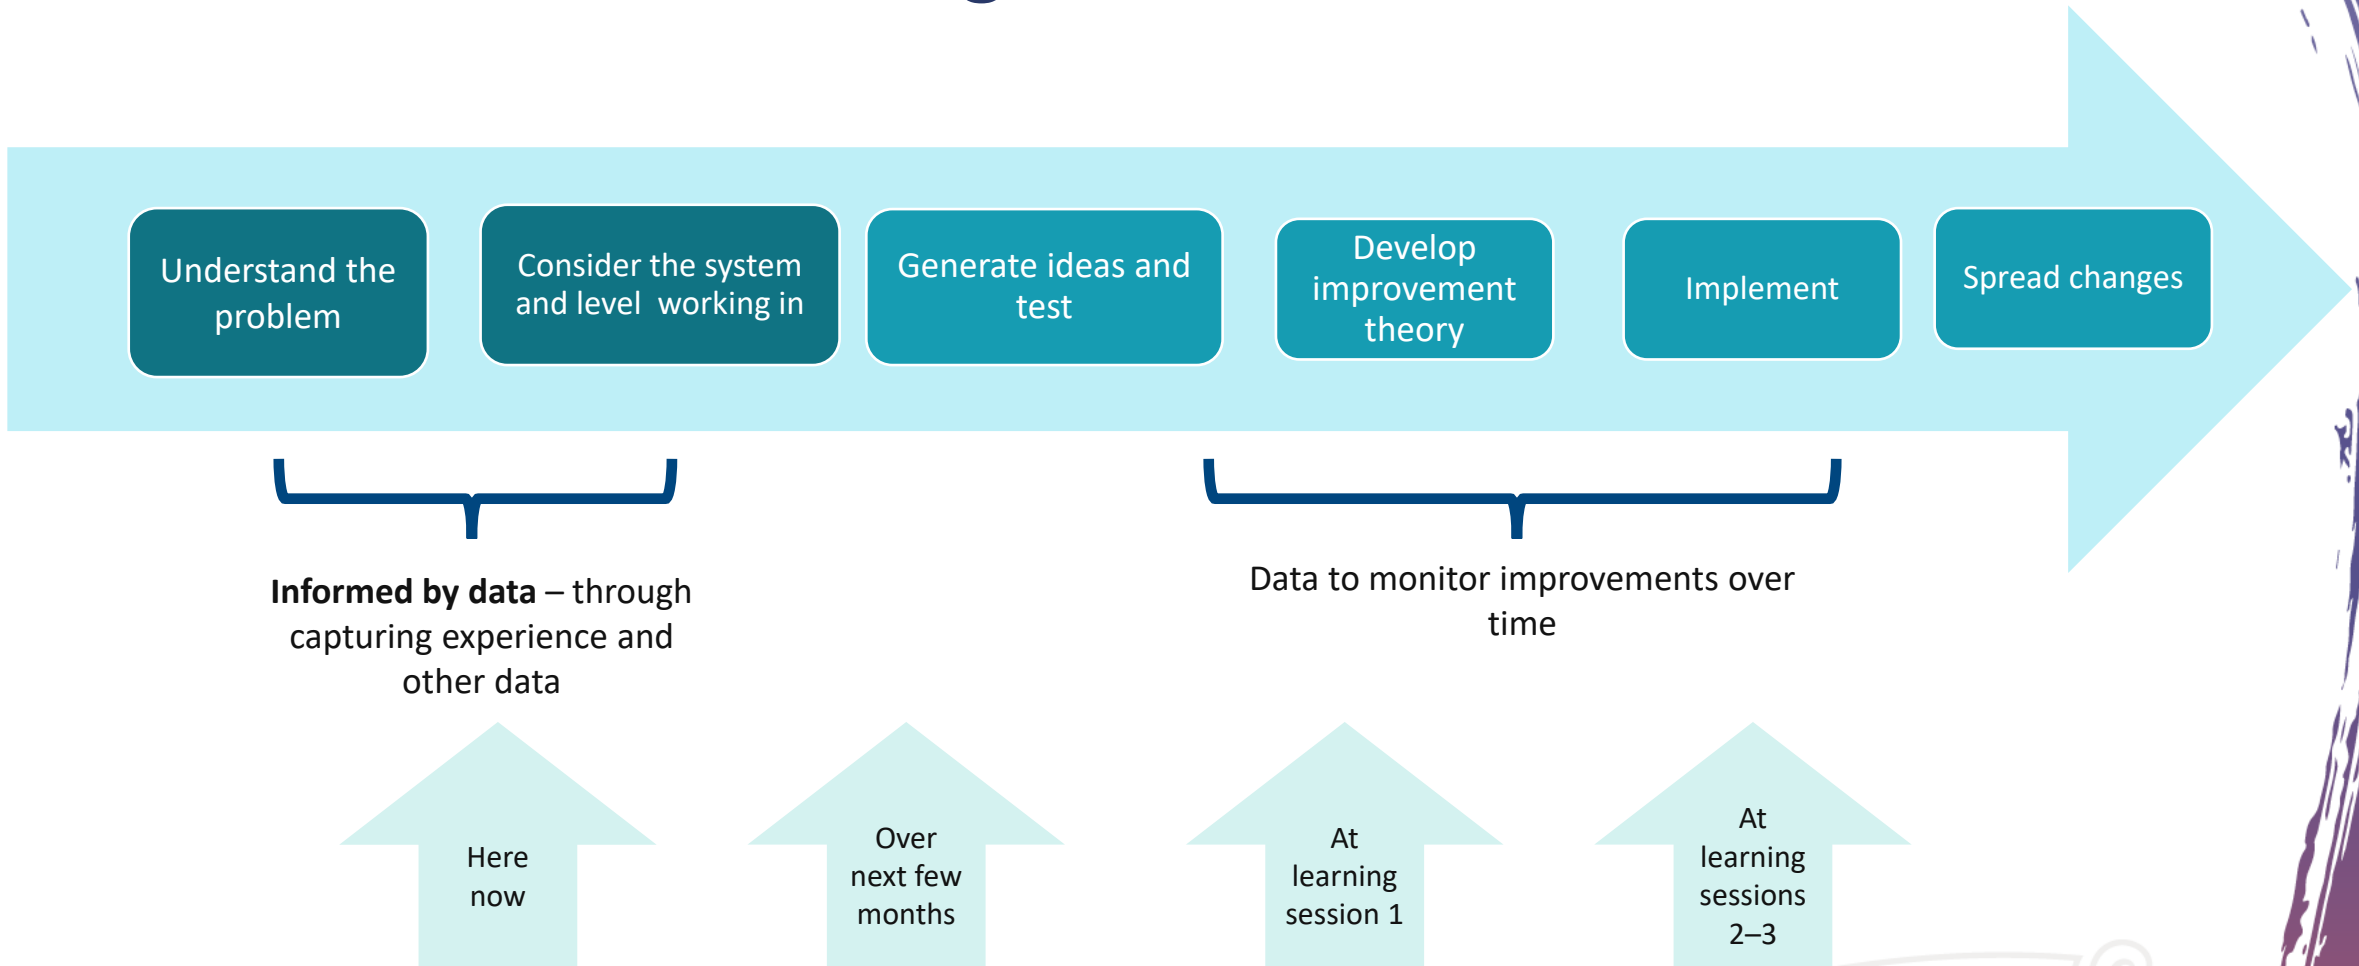 Understand the
problem
Consider the system
and level working in
Generate ideas and
test
Develop
improvement
theory
Implement
Spread changes
Informed by data – through
capturing experience and
other data
Data to monitor improvements over
time
Here
now
Over
next few
months
At
learning
session 1
At
learning
sessions
2–3